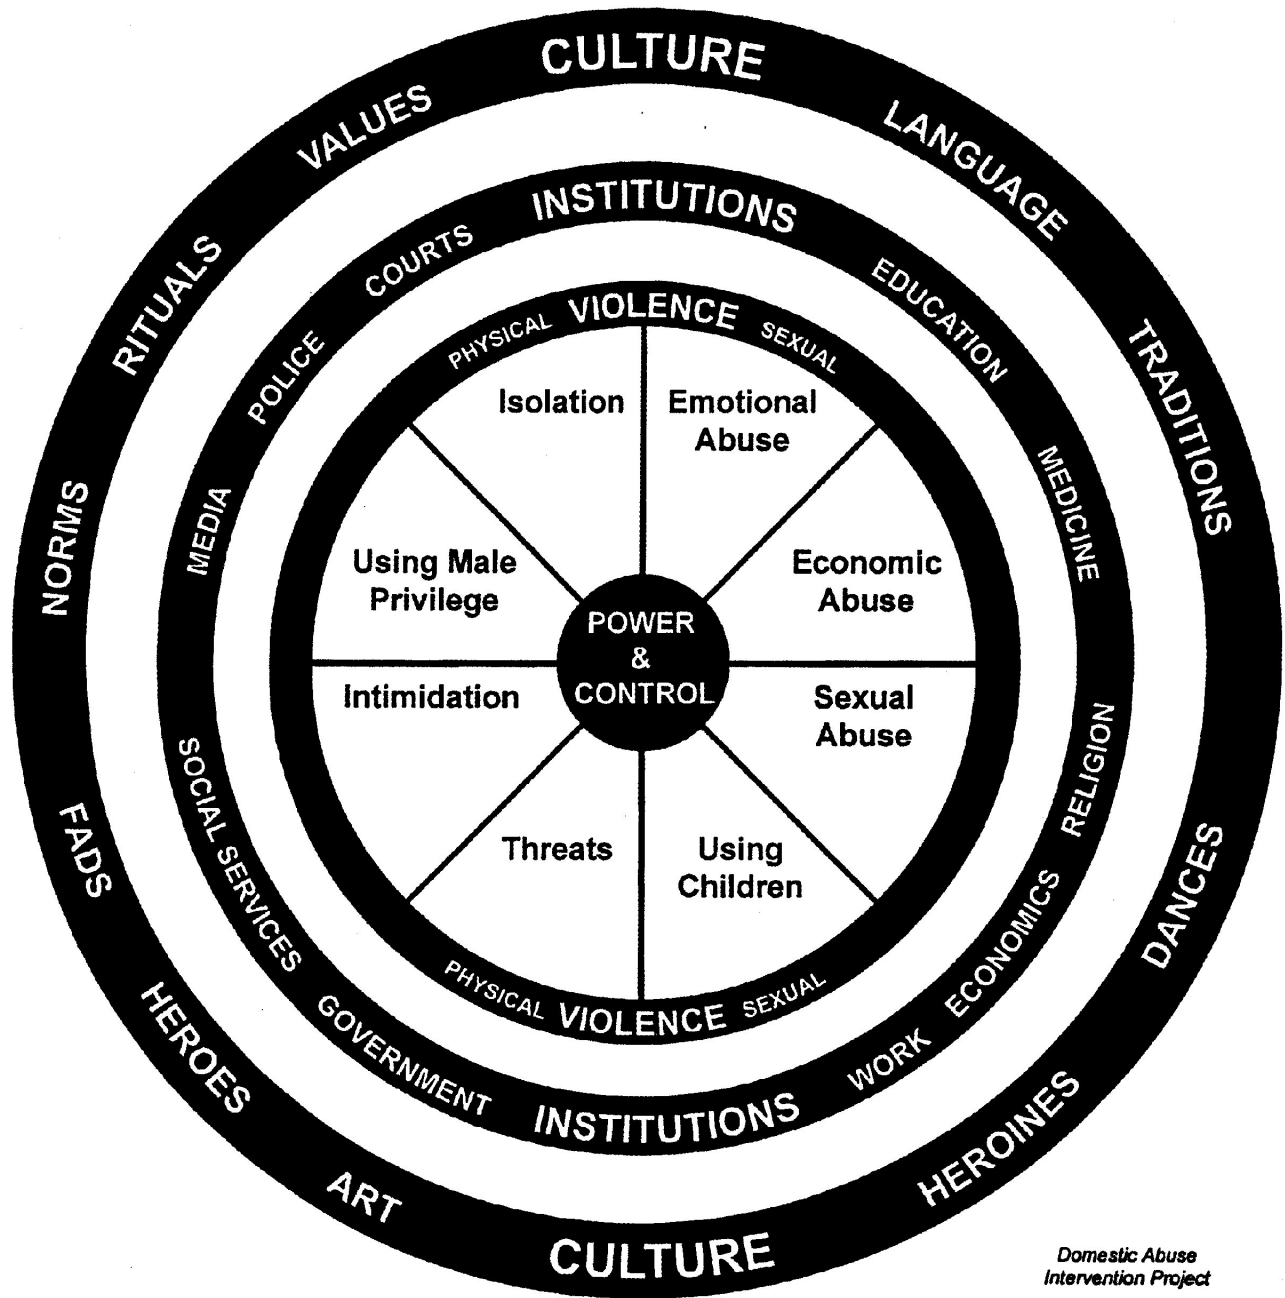 CULTURE
LANGUAGE
TRADITIONS
DANCES
HEROINES
CULTURE
ART
HEROES
FADS
NORMS
RITUALS
VALUES
INSTITUTIONS
EDUCATION
MEDICINE
RELIGION
ECONOMICS
WORK
INSTITUTIONS
GOVERNMENT
SOCIAL SERVICES
MEDIA
POLICE
COURTS
PHYSICAL VIOLENCE SEXUAL
Isolation
Emotional
Abuse
Using Male
Privilege
Economic
Abuse
POWER
&
CONTROL
Intimidation
Sexual
Abuse
Threats
Using
Children
PHYSICAL VIOLENCE SEXUAL
Domestic Abuse
Intervention Project